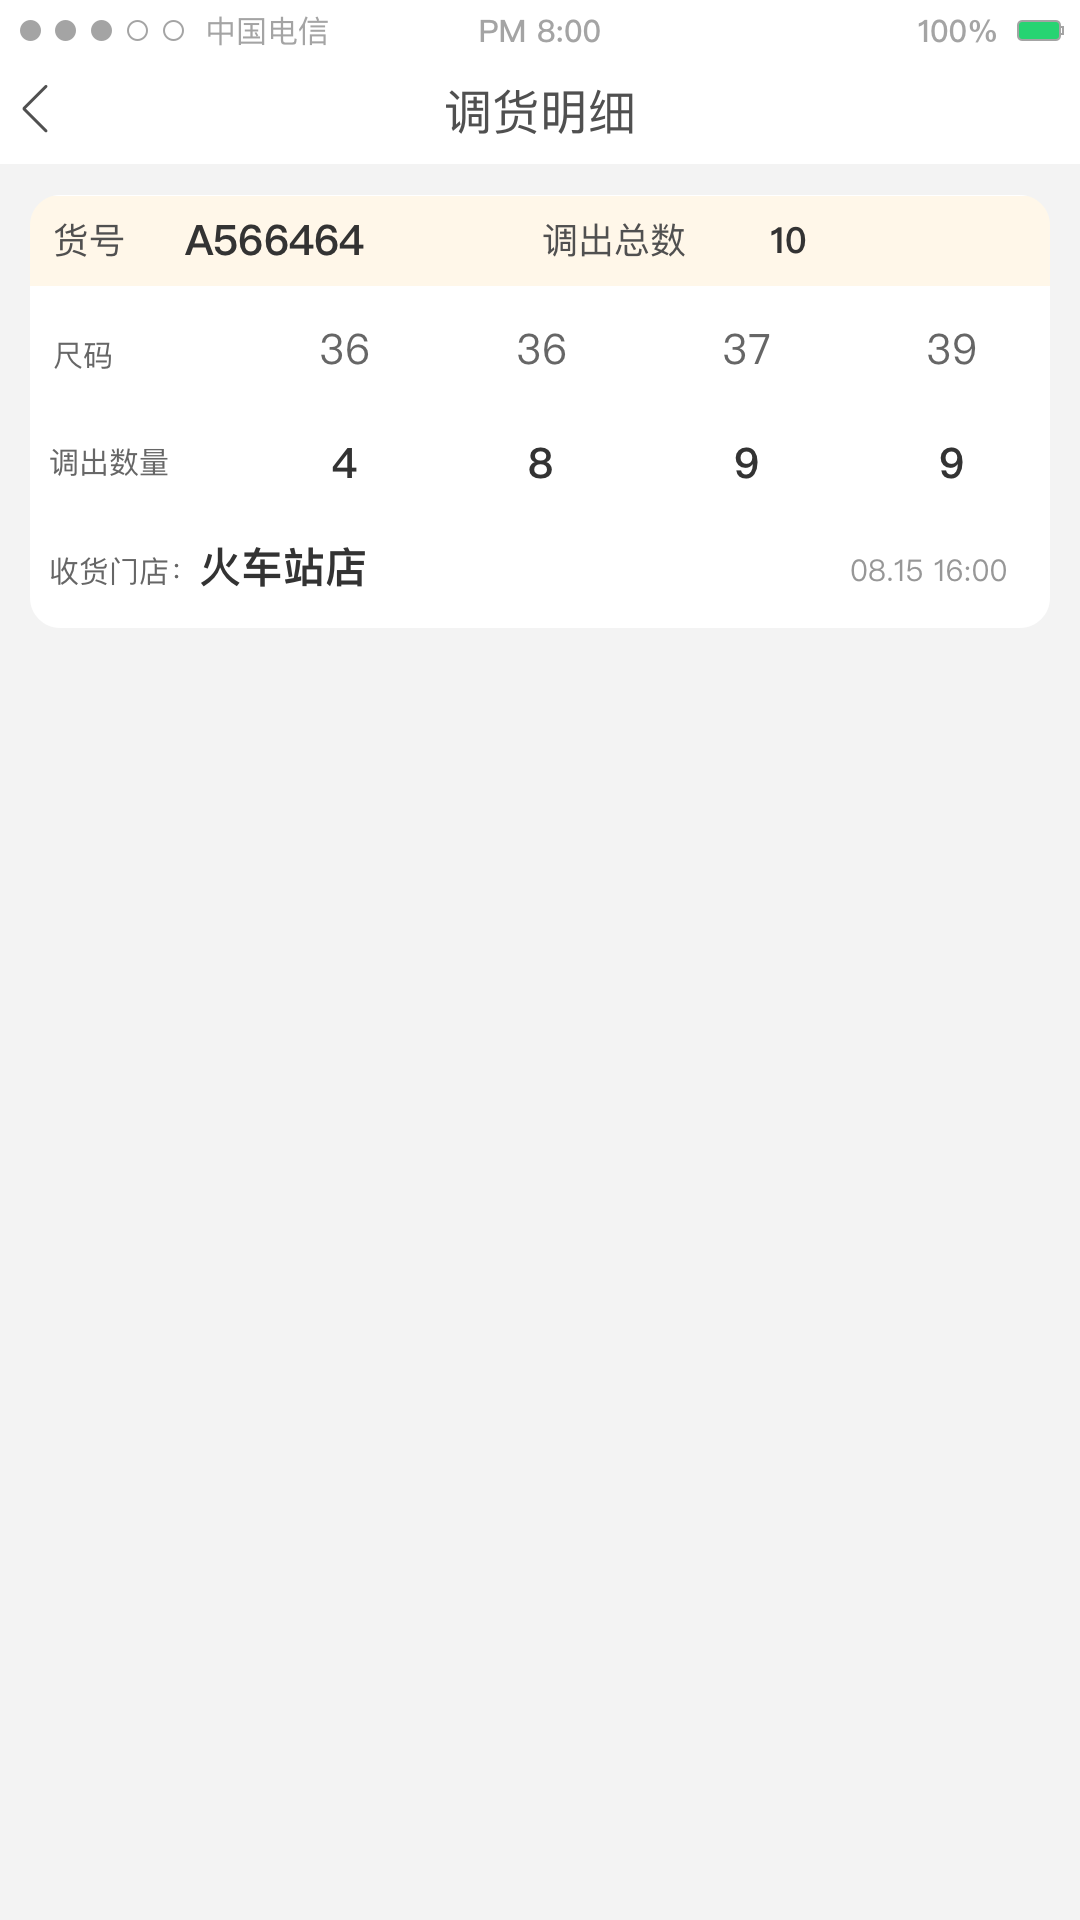 中国电信 PM 8:00 100%
调货明细
货号 A566464 调出总数 10
尺码 36 36 37 39
调出数量 4 8 9 9
收货门店: 火车站店 08.15 16:00